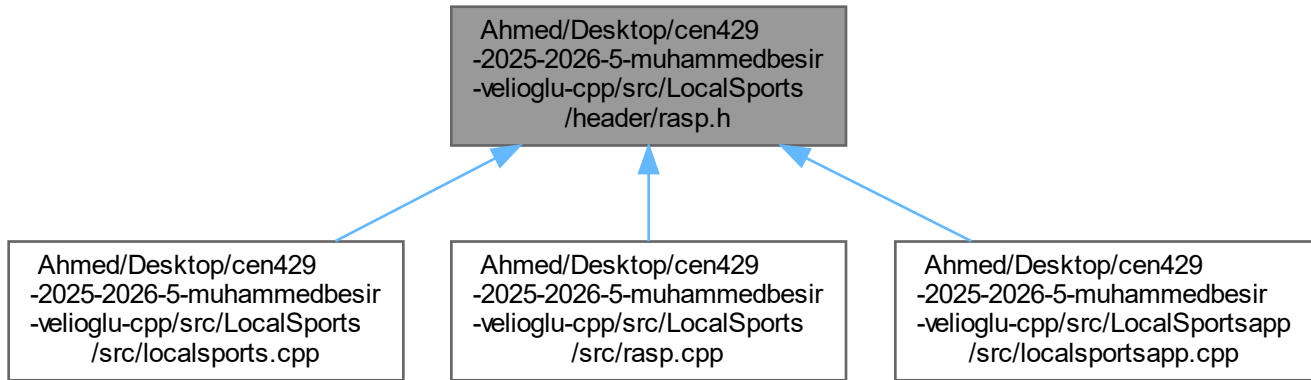 Ahmed/Desktop/cen429
-2025-2026-5-muhammedbesir
-velioglu-cpp/src/LocalSports
/header/rasp.h
Ahmed/Desktop/cen429
-2025-2026-5-muhammedbesir
-velioglu-cpp/src/LocalSports
/src/localsports.cpp
Ahmed/Desktop/cen429
-2025-2026-5-muhammedbesir
-velioglu-cpp/src/LocalSports
/src/rasp.cpp
Ahmed/Desktop/cen429
-2025-2026-5-muhammedbesir
-velioglu-cpp/src/LocalSportsapp
/src/localsportsapp.cpp